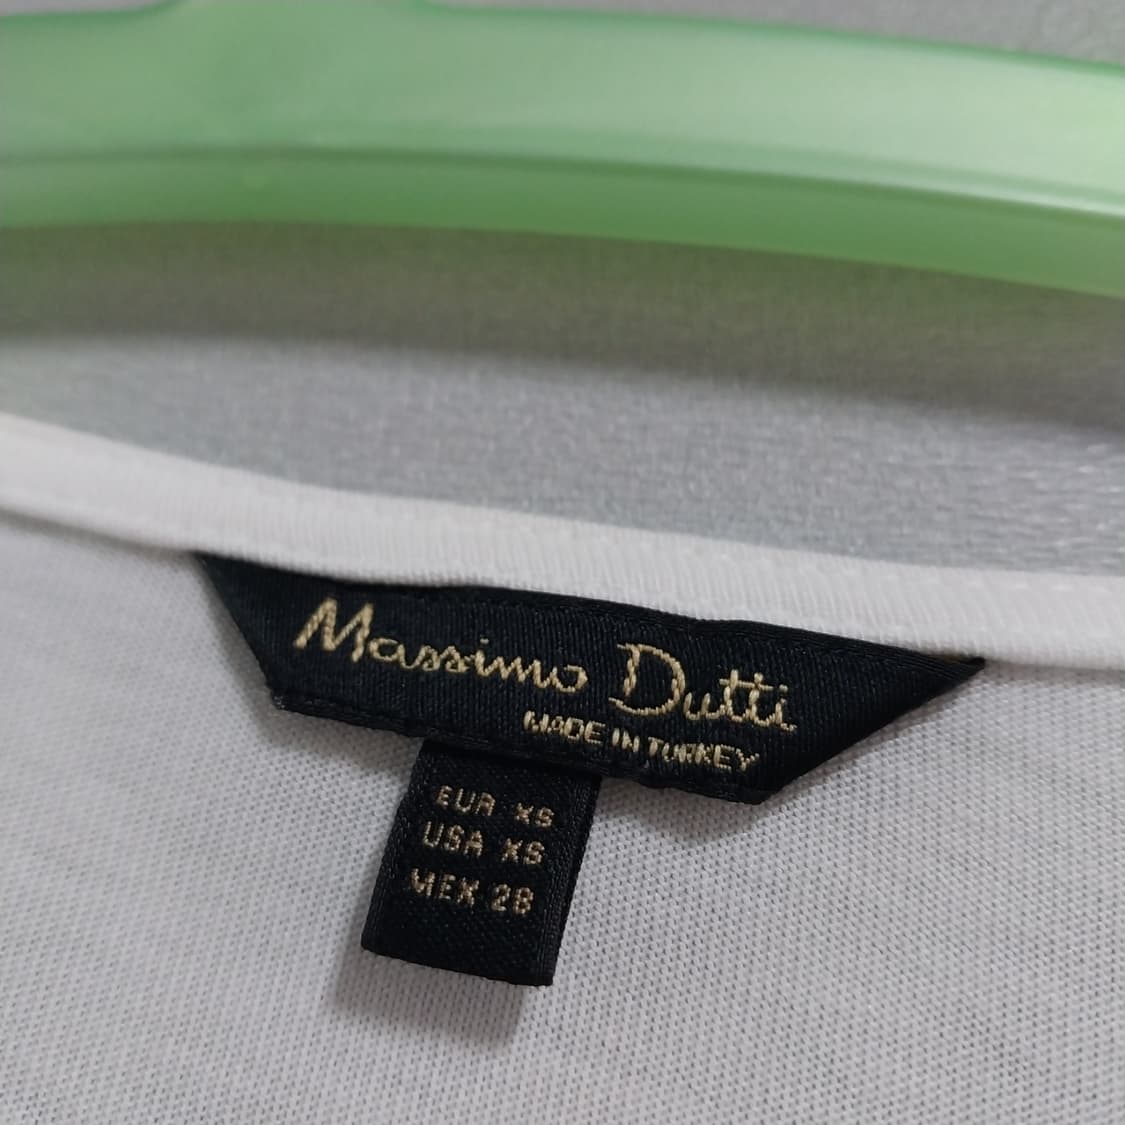 Massimo Dutti
MADE IN TURKEY
EUR XS
USA XS
MEX 28